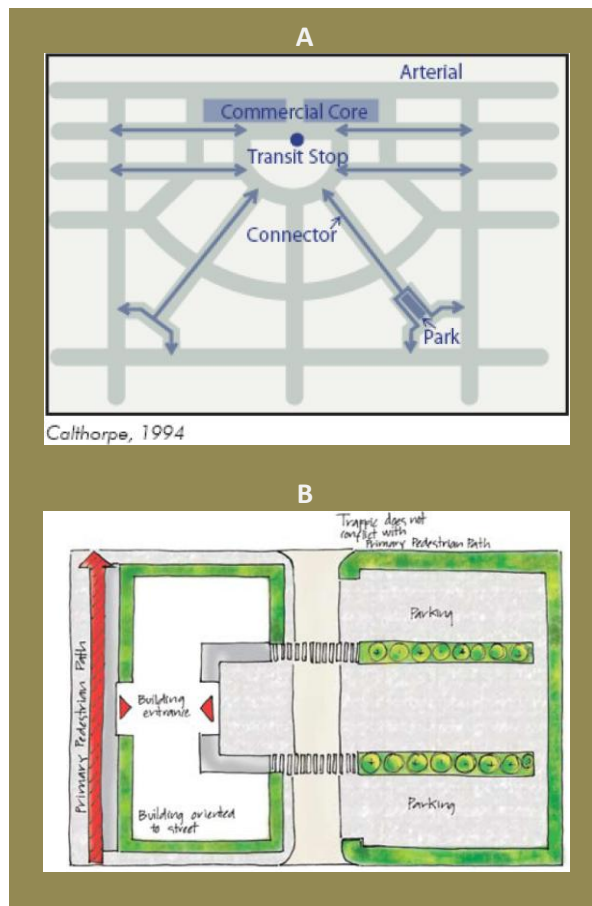 A
Arterial
Commercial Core
Transit Stop
Connector
Park
Calthorpe, 1994
B
Traffic does not
conflict with
Primary Pedestrian Path
Parking
Primary Pedestrian Path
Building
entrance
Building oriented
to street
Parking